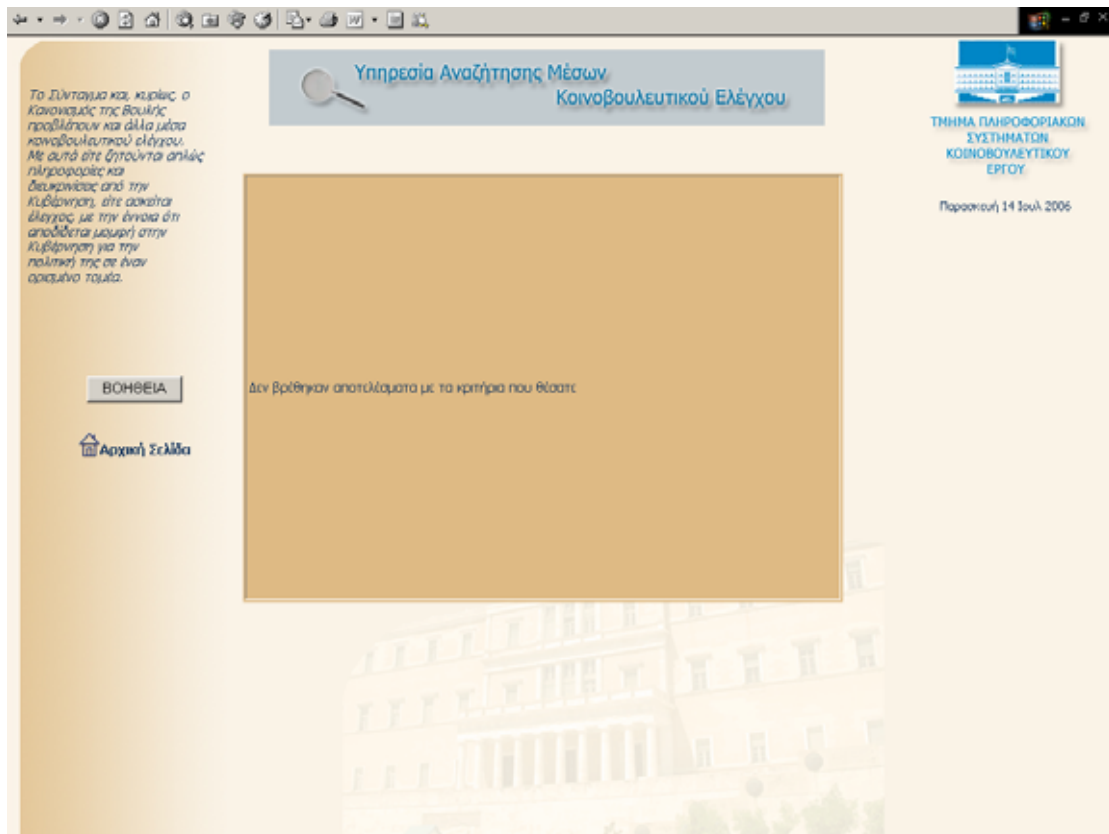 Το Σύνταγμα και, κυρίως, ο
Κανονισμός της Βουλής
προβλέπουν και άλλα μέσα
κοινοβουλευτικού ελέγχου.
Με αυτά είτε ζητούνται απλώς
πληροφορίες και
διευκρινίσεις από την
Κυβέρνηση, είτε ασκείται
έλεγχος, με την έννοια ότι
αποδίδεται μομφή στην
Κυβέρνηση για την
πολιτική της σε έναν
ορισμένο τομέα.
ΒΟΗΘΕΙΑ
Αρχική Σελίδα
Υπηρεσία Αναζήτησης Μέσων
Κοινοβουλευτικού Ελέγχου
Δεν βρέθηκαν αποτελέσματα με τα κριτήρια που θέσατε
ΤΜΗΜΑ ΠΛΗΡΟΦΟΡΙΑΚΩΝ
ΣΥΣΤΗΜΑΤΩΝ
ΚΟΙΝΟΒΟΥΛΕΥΤΙΚΟΥ
ΕΡΓΟΥ
Παρασκευή 14 Ιουλ 2006